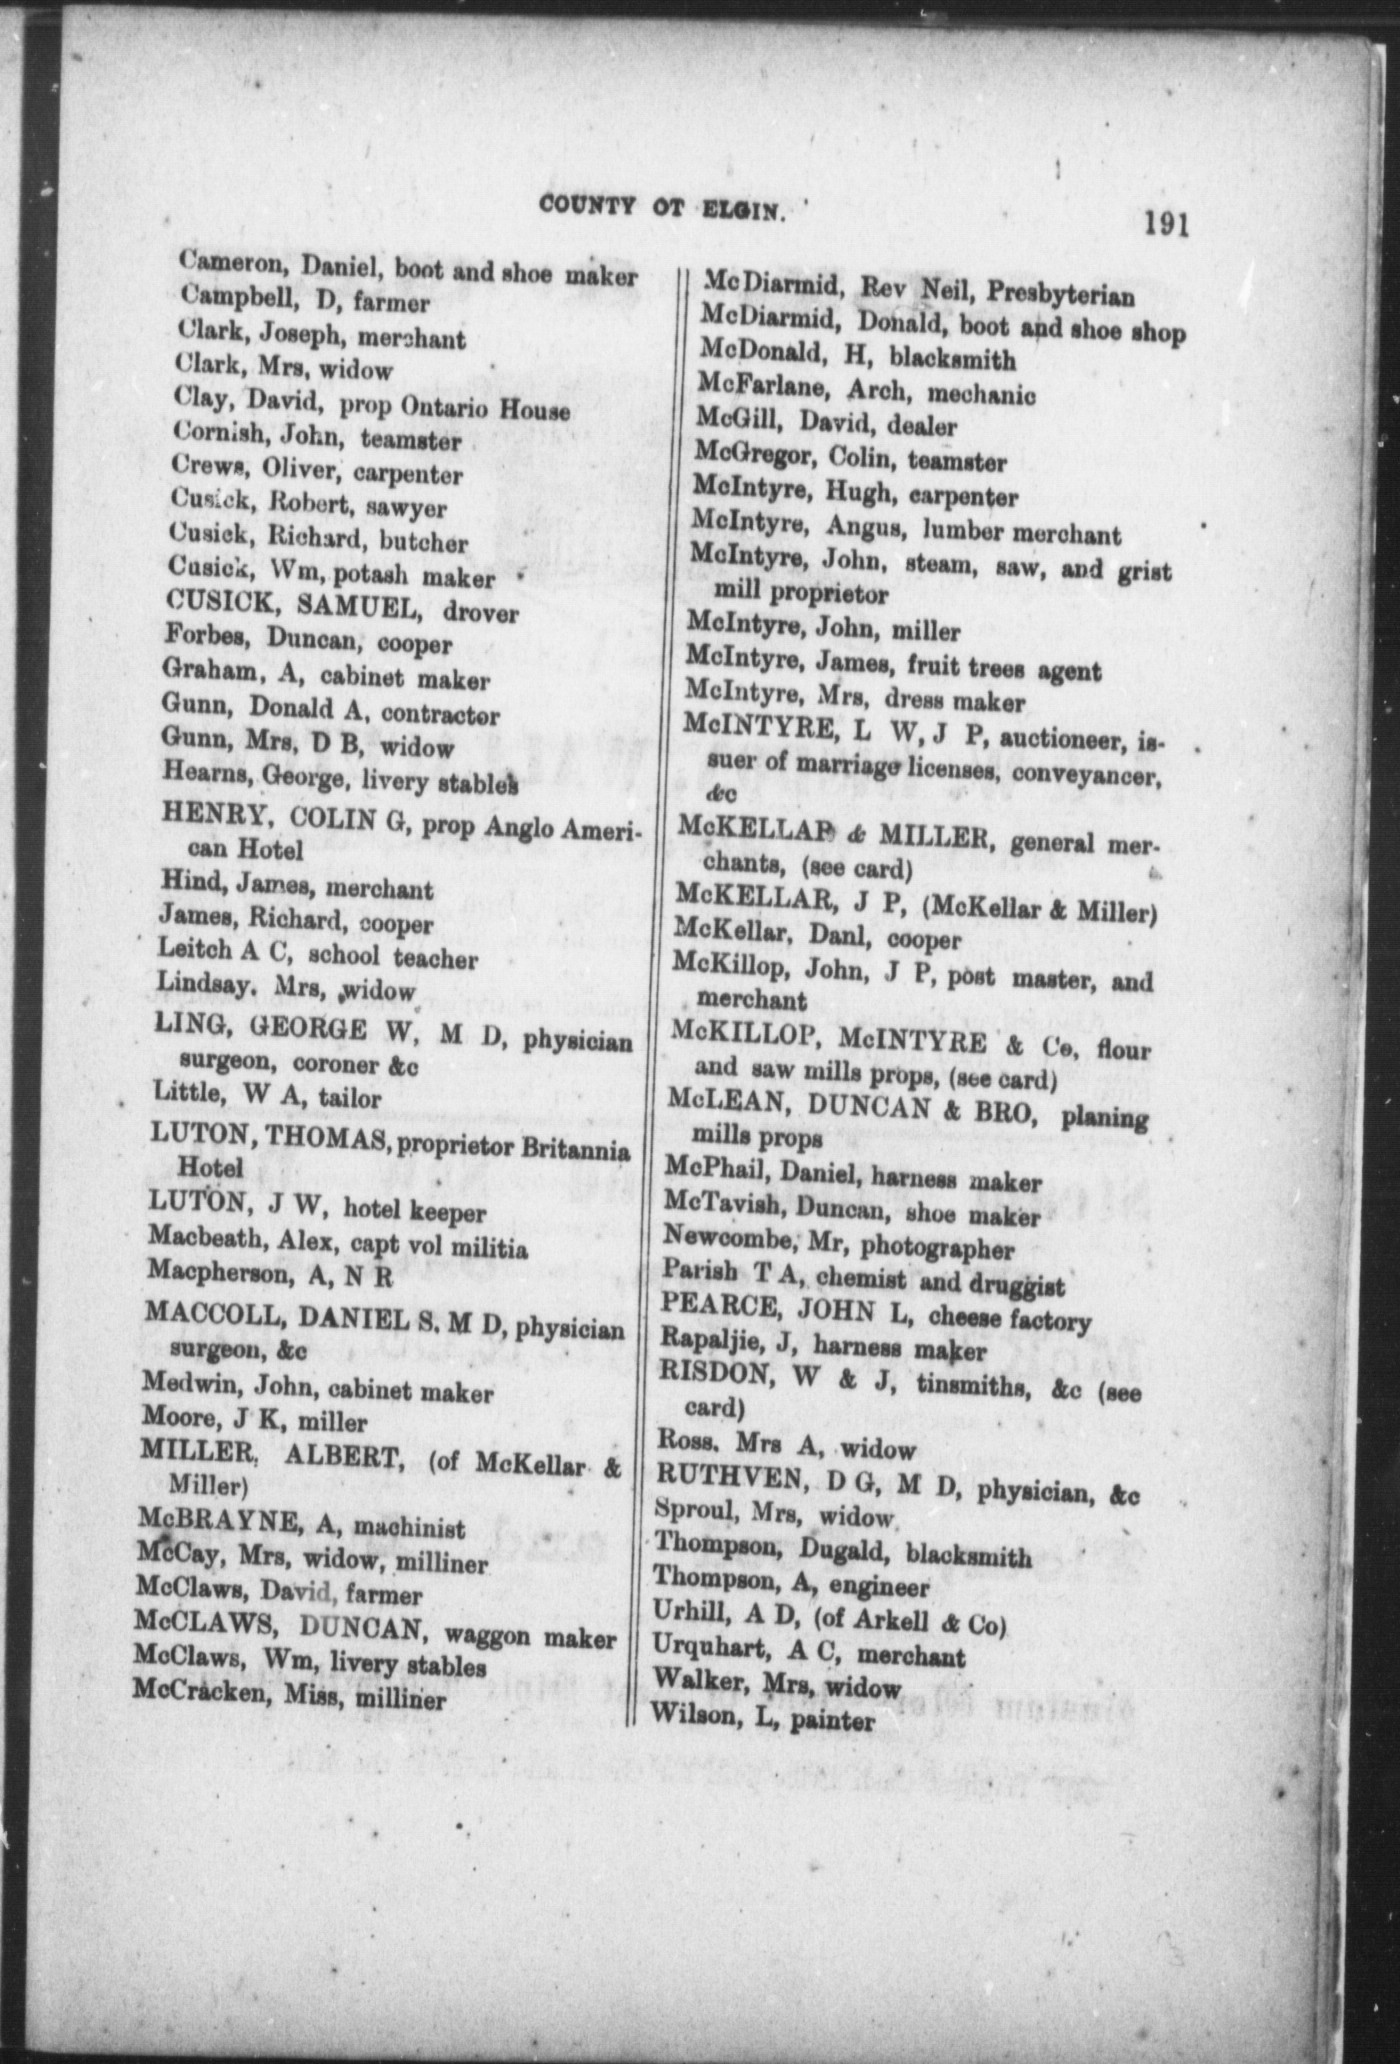 COUNTY OT ELGIN.
191
Cameron, Daniel, boot and shoe maker
Campbell, D, farmer
Clark, Joseph, merchant
Clark, Mrs, widow
Clay, David, prop Ontario House
Cornish, John, teamster
Crews, Oliver, carpenter
Cusick, Robert, sawyer
Cusick, Richard, butcher
Cusick, Wm, potash maker
CUSICK, SAMUEL, drover
Forbes, Duncan, cooper
Graham, A, cabinet maker
Gunn, Donald A, contractor
Gunn, Mrs, D B, widow
Hearns, George, livery stables
HENRY, COLIN G, prop Anglo Ameri-
can Hotel
Hind, James, merchant
James, Richard, cooper
Leitch A C, school teacher
Lindsay. Mrs, widow
LING, GEORGE W, M D, physician
surgeon, coroner &c
Little, W A, tailor
LUTON, THOMAS, proprietor Britannia
Hotel
LUTON, J W, hotel keeper
Macbeath, Alex, capt vol militia
Macpherson, A, N R
MACCOLL, DANIEL S. M D, physician
surgeon, &c
Medwin, John, cabinet maker
Moore, J K, miller
MILLER, ALBERT, (of McKellar &
Miller)
McBRAYNE, A, machinist
McCay, Mrs, widow, milliner
McClaws, David, farmer
McCLAWS, DUNCAN, waggon maker
McClaws, Wm, livery stables
McCracken, Miss, milliner
McDiarmid, Rev Neil, Presbyterian
McDiarmid, Donald, boot and shoe shop
McDonald, H, blacksmith
McFarlane, Arch, mechanic
McGill, David, dealer
McGregor, Colin, teamster
McIntyre, Hugh, carpenter
McIntyre, Angus, lumber merchant
McIntyre, John, steam, saw, and grist
mill proprietor
McIntyre, John, miller
McIntyre, James, fruit trees agent
McIntyre, Mrs, dress maker
McINTYRE, L W, J P, auctioneer, is-
suer of marriage licenses, conveyancer,
&c
McKELLAR & MILLER, general mer-
chants, (see card)
McKELLAR, J P, (McKellar & Miller)
McKellar, Danl, cooper
McKillop, John, J P, post master, and
merchant
McKILLOP, McINTYRE & Co, flour
and saw mills props, (see card)
McLEAN, DUNCAN & BRO, planing
mills props
McPhail, Daniel, harness maker
McTavish, Duncan, shoe maker
Newcombe, Mr, photographer
Parish T A, chemist and druggist
PEARCE, JOHN L, cheese factory
Rapaljie, J, harness maker
RISDON, W & J, tinsmiths, &c (see
card)
Ross. Mrs A, widow
RUTHVEN, D G, M D, physician, &c
Sproul, Mrs, widow
Thompson, Dugald, blacksmith
Thompson, A, engineer
Urhill, A D, (of Arkell & Co)
Urquhart, A C, merchant
Walker, Mrs, widow
Wilson, L, painter